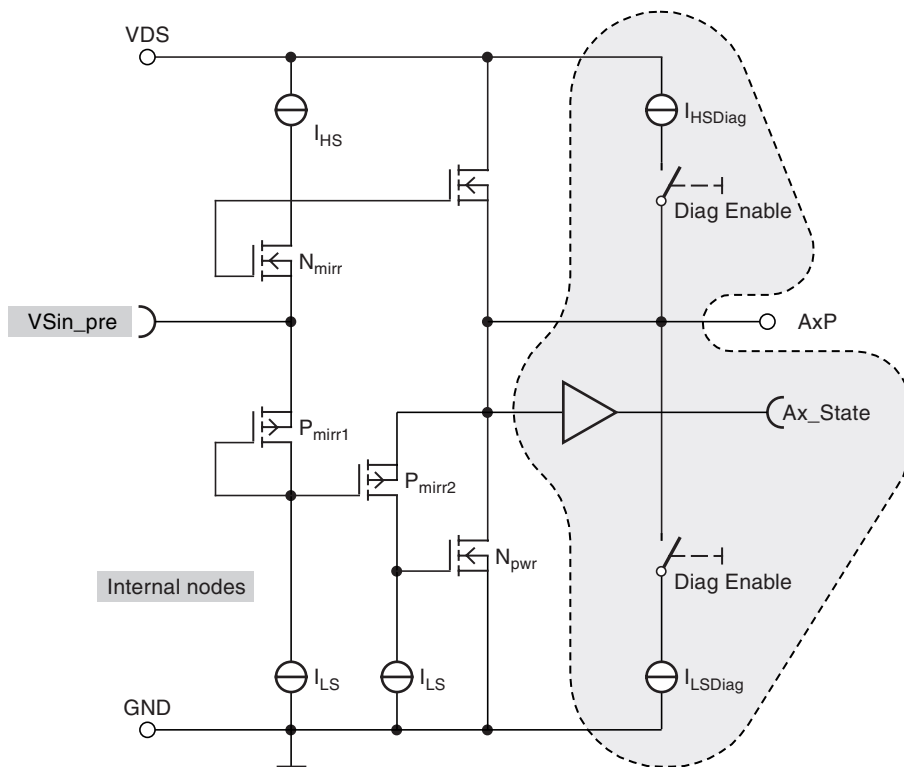 VDS
I_HS
I_HSDiag
Diag Enable
N_mirr
VSin_pre
AxP
P_mirr1
Ax_State
P_mirr2
N_pwr
Internal nodes
Diag Enable
I_LS
I_LS
I_LSDiag
GND